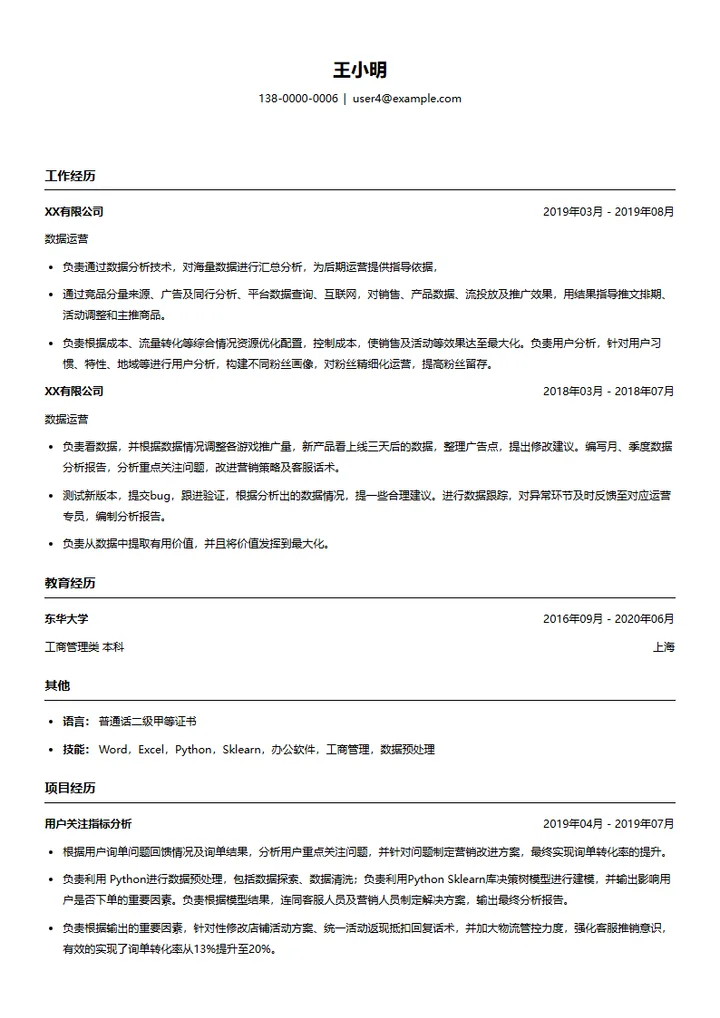 王小明
138-0000-0006 | user4@example.com
工作经历
XX有限公司 2019年03月 - 2019年08月
数据运营
• 负责通过数据分析技术，对海量数据进行汇总分析，为后期运营提供指导依据，
• 通过竞品分量来源、广告及同行分析、平台数据查询、互联网，对销售、产品数据、流投放及推广效果，用结果指导推文排期、
活动调整和主推商品。
• 负责根据成本、流量转化等综合情况资源优化配置，控制成本，使销售及活动等效果达至最大化。负责用户分析，针对用户习
惯、特性、地域等进行用户分析，构建不同粉丝画像，对粉丝精细化运营，提高粉丝留存。
XX有限公司 2018年03月 - 2018年07月
数据运营
• 负责看数据，并根据数据情况调整各游戏推广量，新产品看上线三天后的数据，整理广告点，提出修改建议。编写月、季度数据
分析报告，分析重点关注问题，改进营销策略及客服话术。
• 测试新版本，提交bug，跟进验证，根据分析出的数据情况，提一些合理建议。进行数据跟踪，对异常环节及时反馈至对应运营
专员，编制分析报告。
• 负责从数据中提取有用价值，并且将价值发挥到最大化。
教育经历
东华大学 2016年09月 - 2020年06月
工商管理类 本科 上海
其他
• 语言： 普通话二级甲等证书
• 技能： Word，Excel，Python，Sklearn，办公软件，工商管理，数据预处理
项目经历
用户关注指标分析 2019年04月 - 2019年07月
• 根据用户询单问题回馈情况及询单结果，分析用户重点关注问题，并针对问题制定营销改进方案，最终实现询单转化率的提升。
• 负责利用 Python进行数据预处理，包括数据探索、数据清洗；负责利用Python Sklearn库决策树模型进行建模，并输出影响用
户是否下单的重要因素。负责根据模型结果，连同客服人员及营销人员制定解决方案，输出最终分析报告。
• 负责根据输出的重要因素，针对性修改店铺活动方案、统一活动返现抵扣回复话术，并加大物流管控力度，强化客服推销意识，
有效的实现了询单转化率从13%提升至20%。